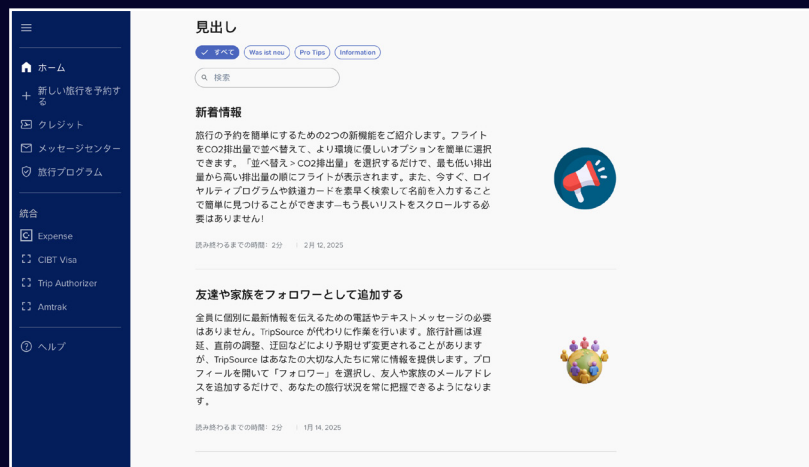 ホーム
新しい旅行を予約す
る
クレジット
メッセージセンター
旅行プログラム
統合
Expense
CIBT Visa
Trip Authorizer
Amtrak
ヘルプ
見出し
すべて
Was ist neu
Pro Tips
Information
検索
新着情報
旅行の予約を簡単にするための2つの新機能をご紹介します。フライト
をCO2排出量で並べ替えて、より環境に優しいオプションを簡単に選択
できます。「並べ替え > CO2排出量」を選択するだけで、最も低い排出
量から高い排出量の順にフライトが表示されます。また、今すぐ、ロイ
ヤルティプログラムや鉄道カードを素早く検索して名前を入力すること
で簡単に見つけることができます—もう長いリストをスクロールする必
要はありません!
読み終わるまでの時間: 2分 | 2月 12, 2025
友達や家族をフォロワーとして追加する
全員に個別に最新情報を伝えるための電話やテキストメッセージの必要
はありません。TripSource が代わりに作業を行います。旅行計画は遅
延、直前の調整、迂回などにより予期せず変更されることがあります
が、TripSource はあなたの大切な人たちに常に情報を提供します。プロ
フィールを開いて「フォロワー」を選択し、友人や家族のメールアドレ
スを追加するだけで、あなたの旅行状況を常に把握できるようになりま
す。
読み終わるまでの時間: 2分 | 1月 14, 2025